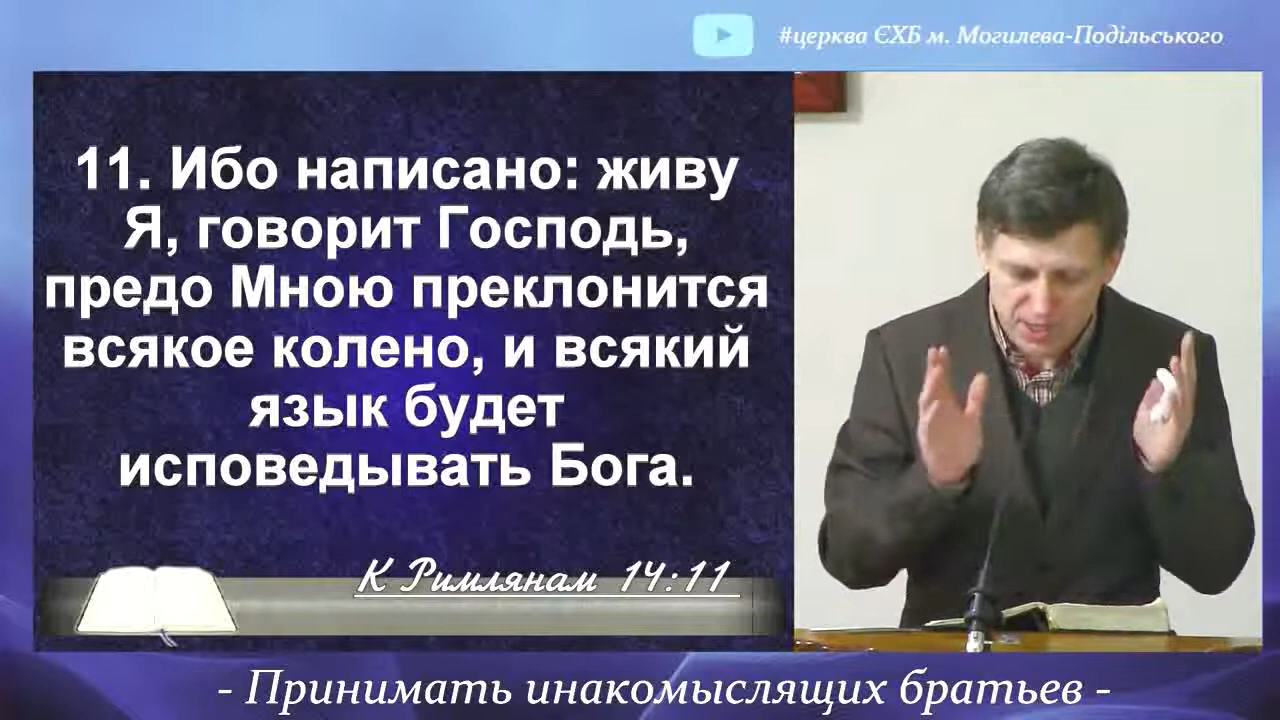 #церква ЄХБ м. Могилева-Подільського
11. Ибо написано: живу
Я, говорит Господь,
предо Мною преклонится
всякое колено, и всякий
язык будет
исповедывать Бога.
К Римлянам 14:11
- Принимать инакомыслящих братьев -